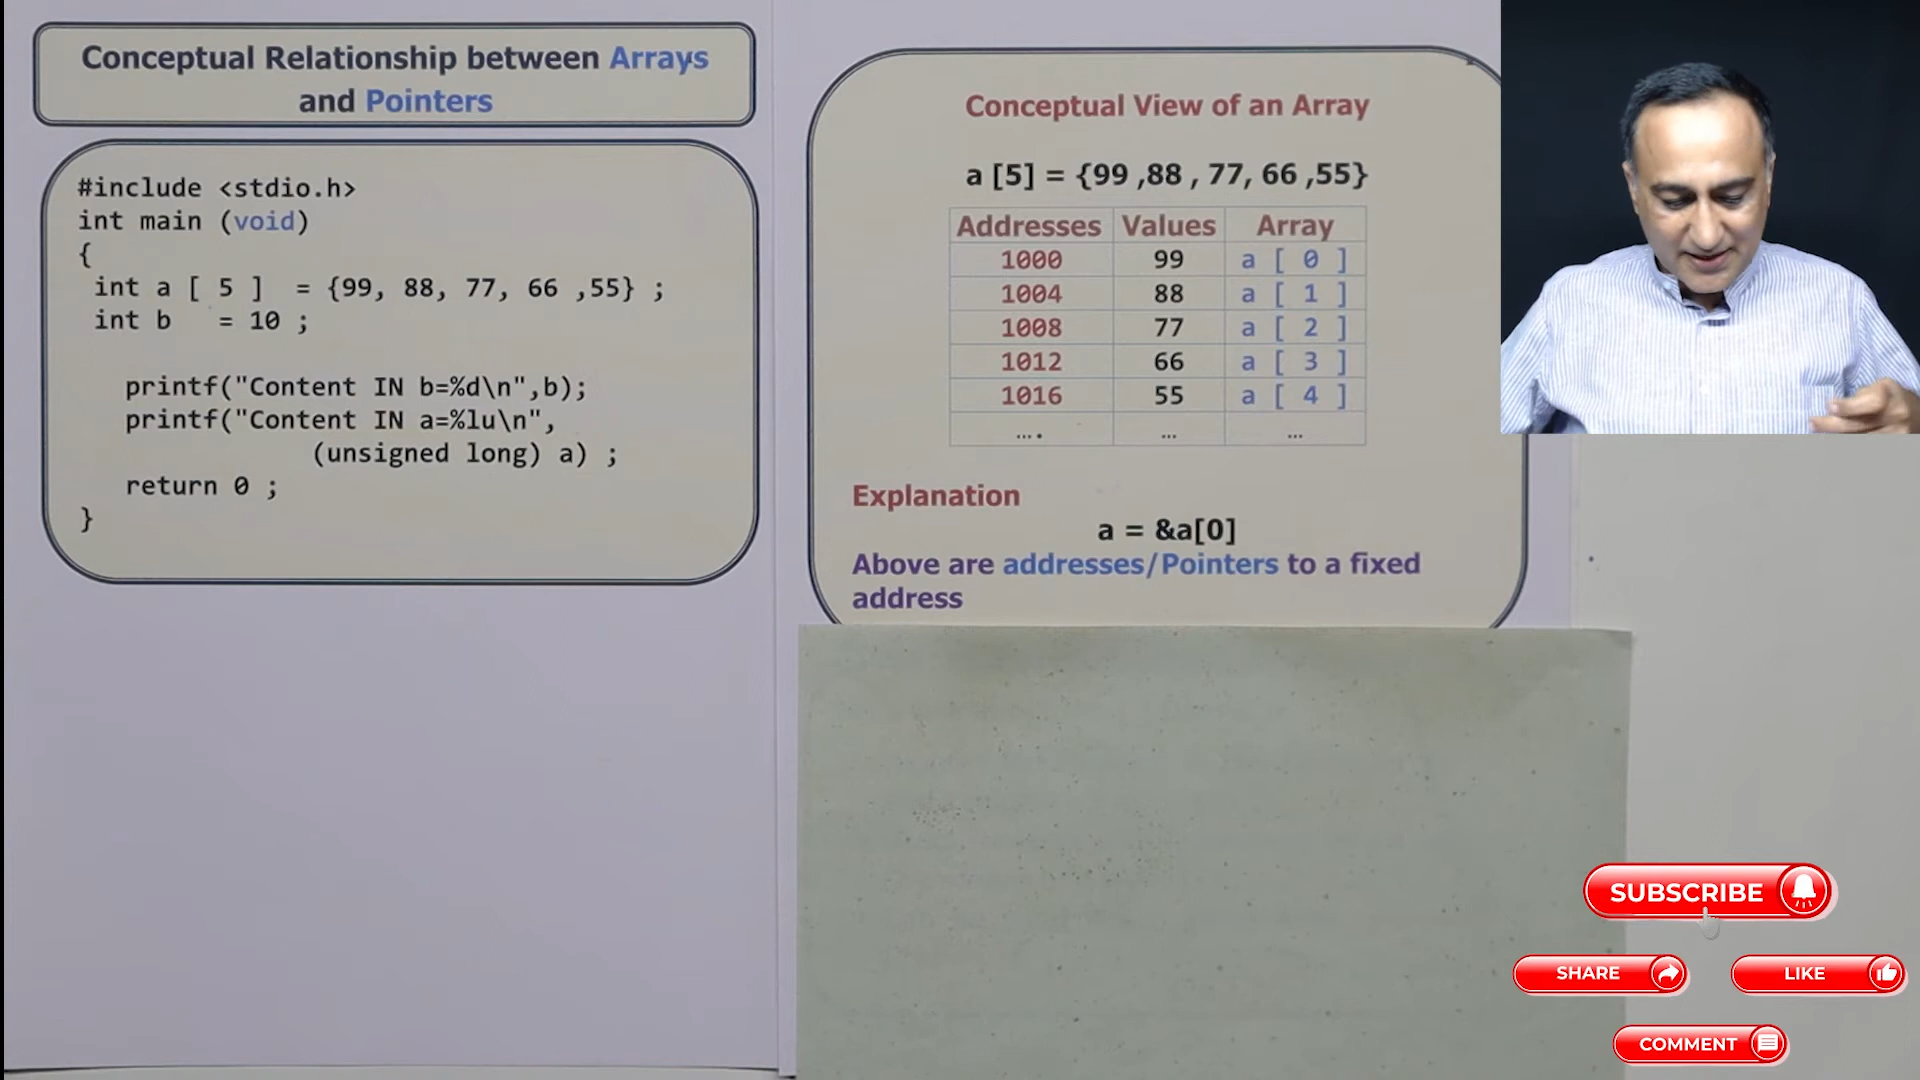 Conceptual Relationship between Arrays
and Pointers
#include <stdio.h>
int main (void)
{
int a [ 5 ]  = {99, 88, 77, 66 ,55} ;
int b   = 10 ;
printf("Content IN b=%d\n",b);
printf("Content IN a=%lu\n",
(unsigned long) a) ;
return 0 ;
}
Conceptual View of an Array
a [5] = {99 ,88 , 77, 66 ,55}
Addresses Values Array
1000 99 a [ 0 ]
1004 88 a [ 1 ]
1008 77 a [ 2 ]
1012 66 a [ 3 ]
1016 55 a [ 4 ]
.... ... ...
Explanation
a = &a[0]
Above are addresses/Pointers to a fixed
address
SUBSCRIBE
SHARE
LIKE
COMMENT